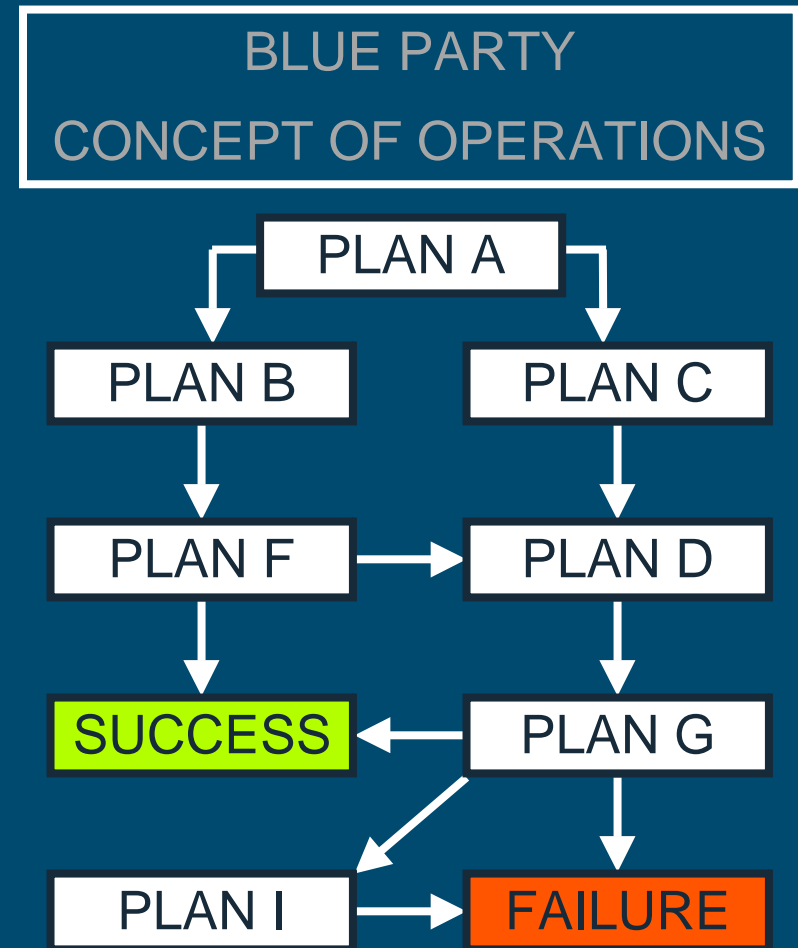 BLUE PARTY
CONCEPT OF OPERATIONS
PLAN A
PLAN B
PLAN C
PLAN F
PLAN D
SUCCESS
PLAN G
PLAN I
FAILURE